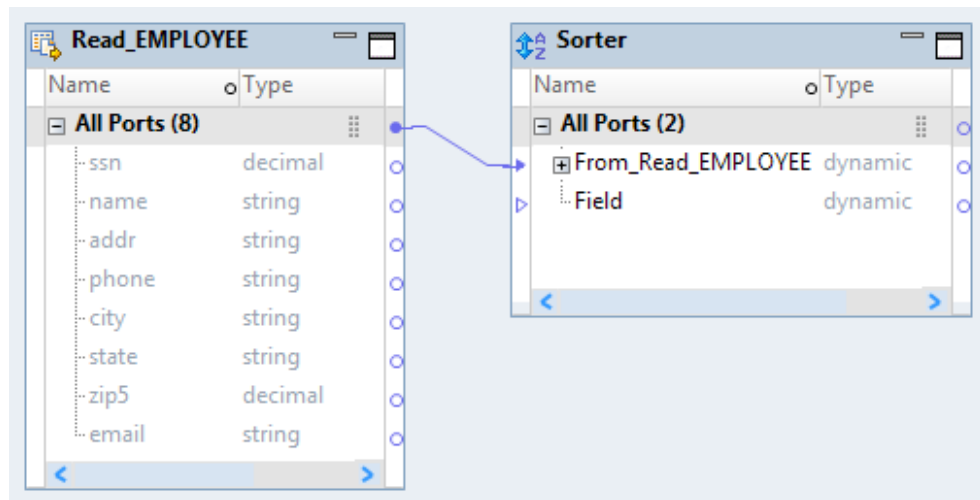 Read_EMPLOYEE
Name Type
All Ports (8)
ssn decimal
name string
addr string
phone string
city string
state string
zip5 decimal
email string
A
Z Sorter
Name Type
All Ports (2)
From_Read_EMPLOYEE dynamic
Field dynamic